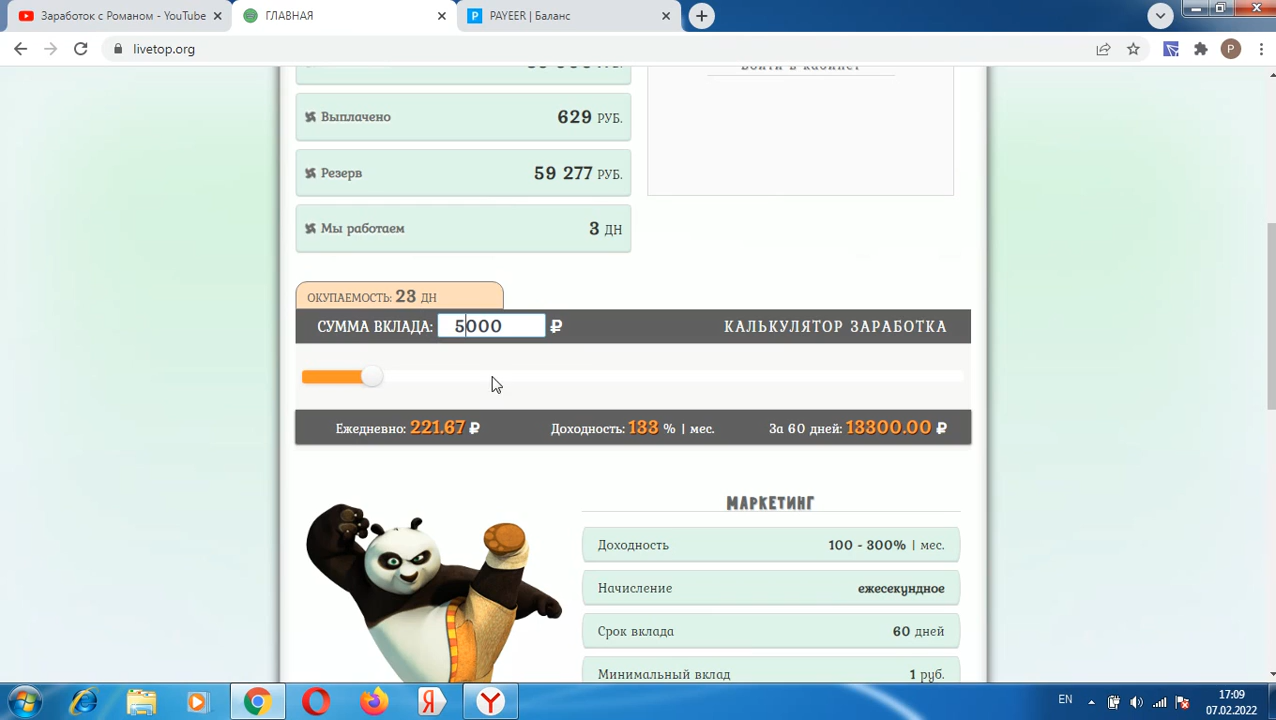 Заработок с Романом - YouTube
ГЛАВНАЯ
PAYEER | Баланс
livetop.org
P
Войти в кабинет
Выплачено 629 РУБ.
Резерв 59 277 РУБ.
Мы работаем 3 ДН
ОКУПАЕМОСТЬ: 23 ДН
СУММА ВКЛАДА: 5000 ₽ КАЛЬКУЛЯТОР ЗАРАБОТКА
Ежедневно: 221.67 ₽ Доходность: 133 % | мес. За 60 дней: 13300.00 ₽
МАРКЕТИНГ
Доходность 100 - 300% | мес.
Начисление ежесекундное
Срок вклада 60 дней
Минимальный вклад 1 руб.
EN 17:09
07.02.2022